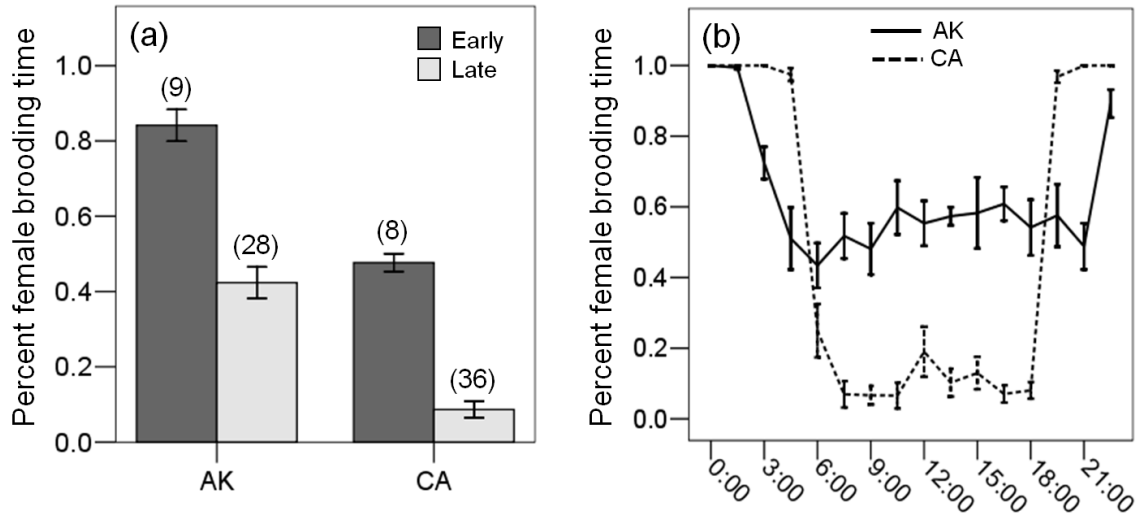 (a)
Early
Late
Percent female brooding time
1.0
0.8
0.6
0.4
0.2
0.0
(9)
(28)
(8)
(36)
AK
CA
(b)
AK
CA
Percent female brooding time
1.0
0.8
0.6
0.4
0.2
0.0
0:00
3:00
6:00
9:00
12:00
15:00
18:00
21:00